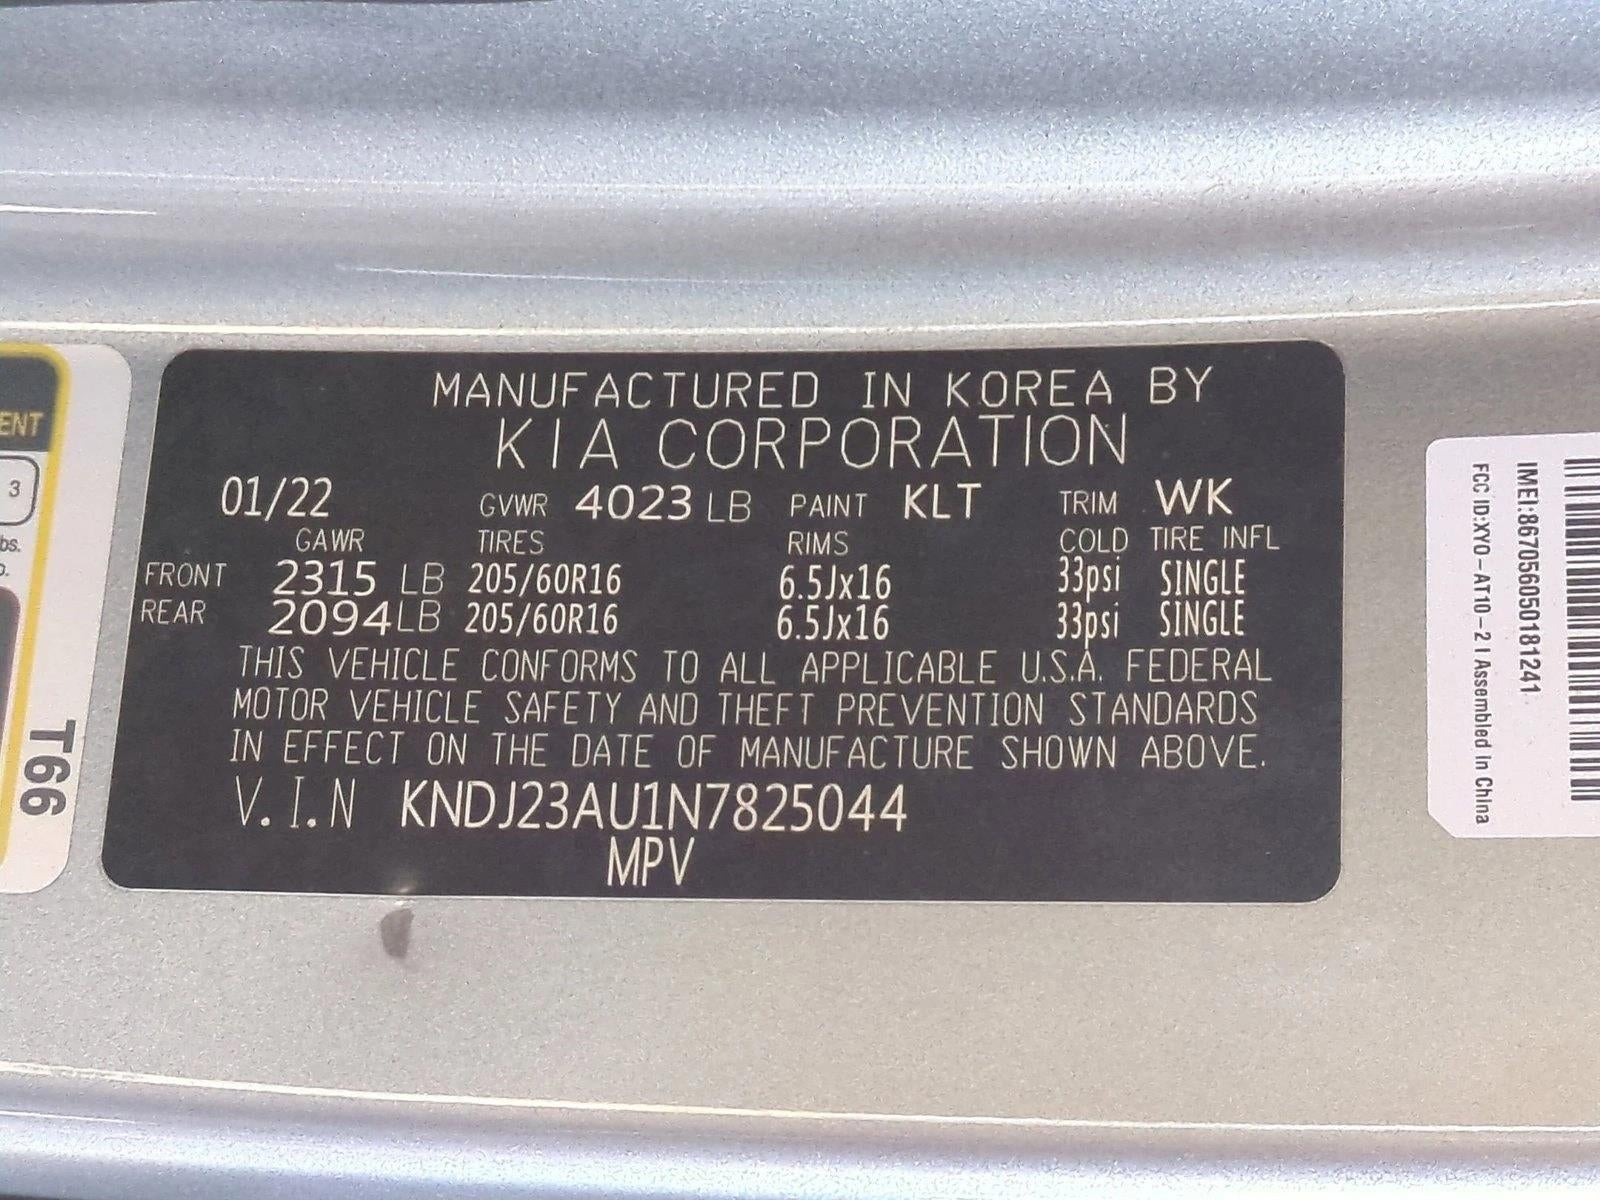 MANUFACTURED IN KOREA BY
KIA CORPORATION
01/22 GVWR 4023 LB PAINT KLT TRIM WK
GAWR TIRES RIMS COLD TIRE INFL
FRONT 2315 LB 205/60R16 6.5Jx16 33psi SINGLE
REAR 2094 LB 205/60R16 6.5Jx16 33psi SINGLE
THIS VEHICLE CONFORMS TO ALL APPLICABLE U.S.A. FEDERAL
MOTOR VEHICLE SAFETY AND THEFT PREVENTION STANDARDS
IN EFFECT ON THE DATE OF MANUFACTURE SHOWN ABOVE.
V.I.N KNDJ23AU1N7825044
MPV
ENT
3
bs.
T66
IMEI:867056050181241
FCC ID:XYO-AT10-2 I Assembled in China